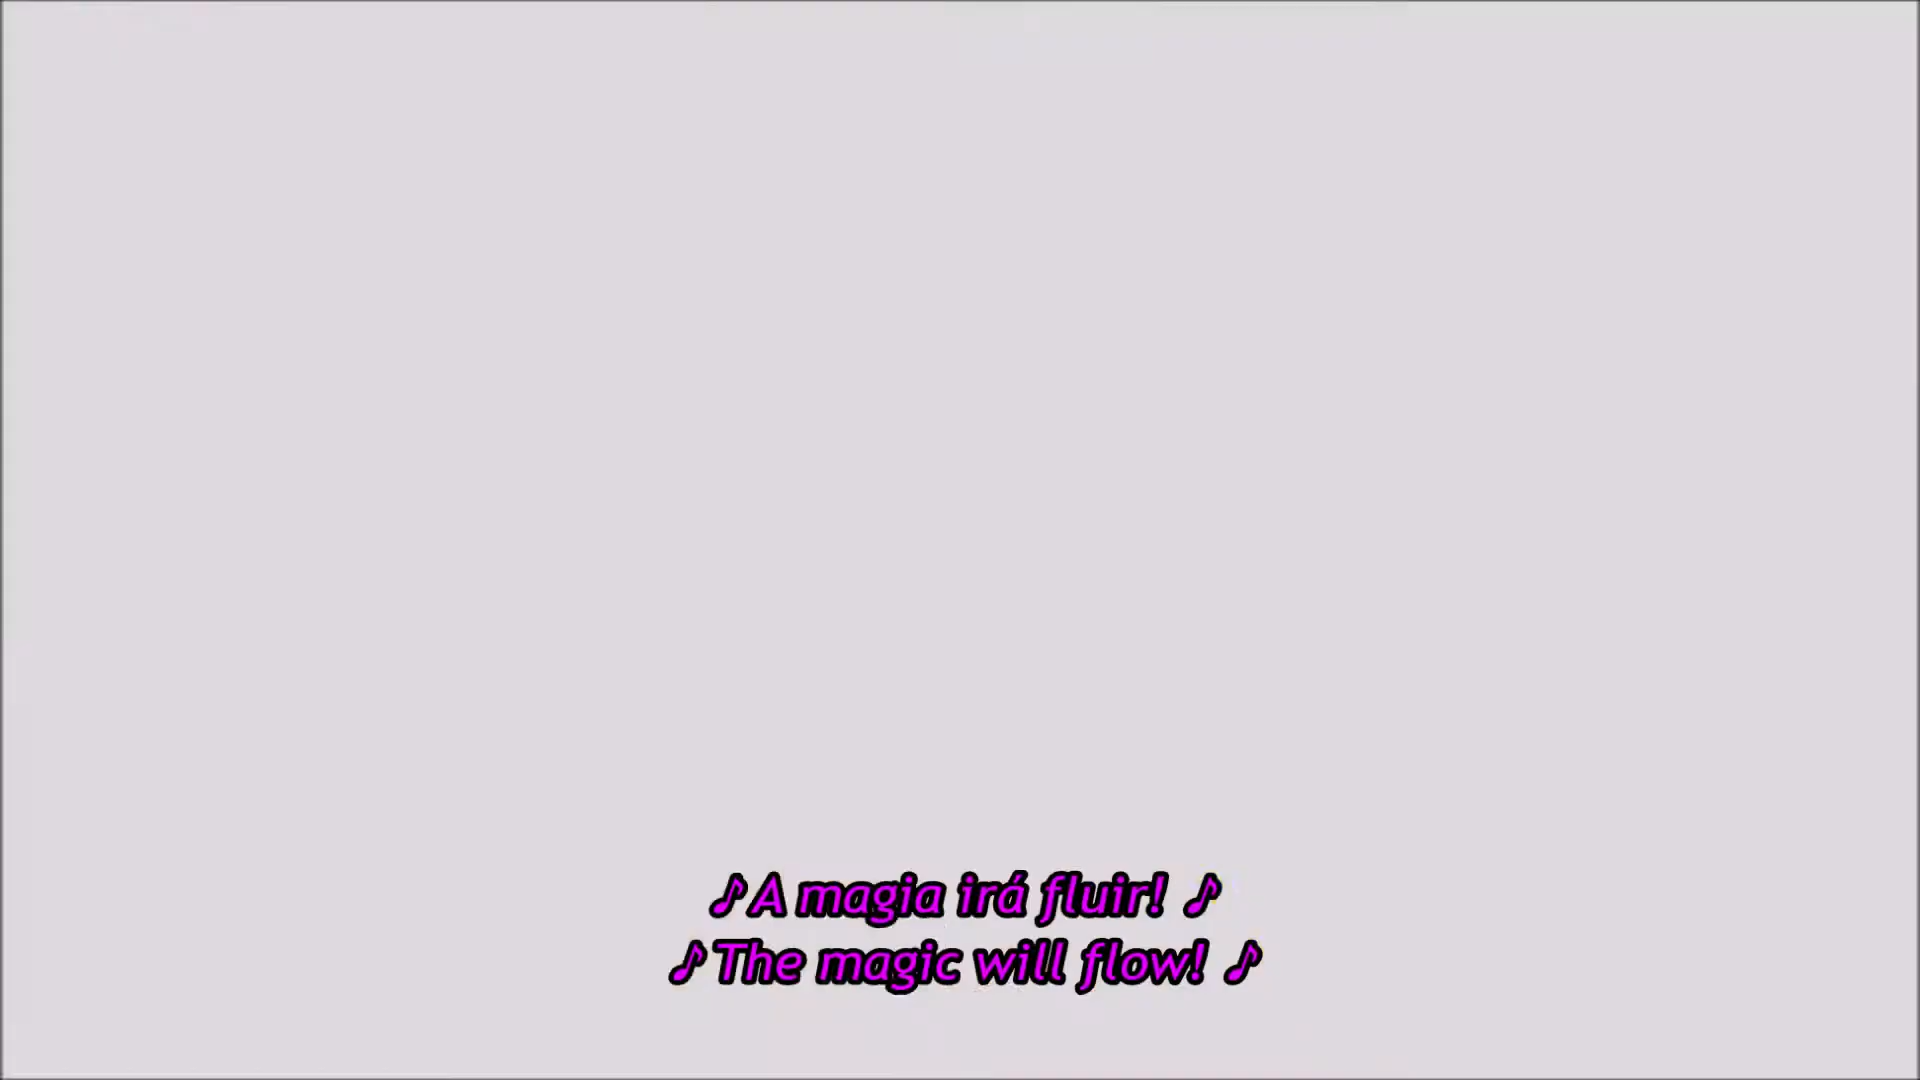 ♪ A magia irá fluir! ♪
♪ The magic will flow! ♪